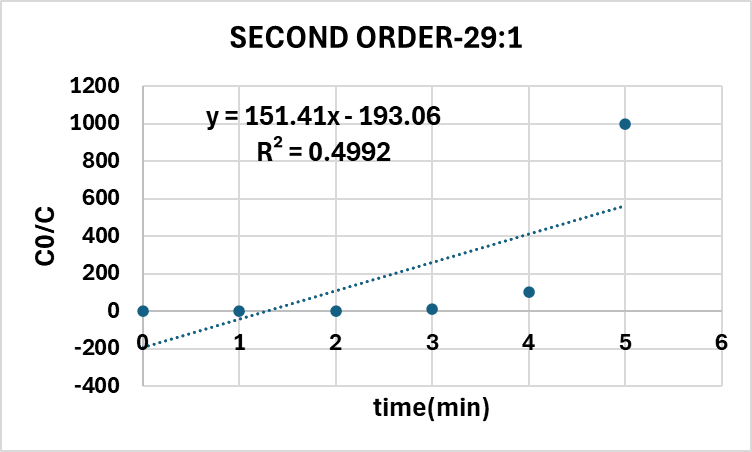 SECOND ORDER-29:1
1200
1000
800
600
400
200
0
-200
-400
y = 151.41x - 193.06
R² = 0.4992
C0/C
0 1 2 3 4 5 6
time(min)